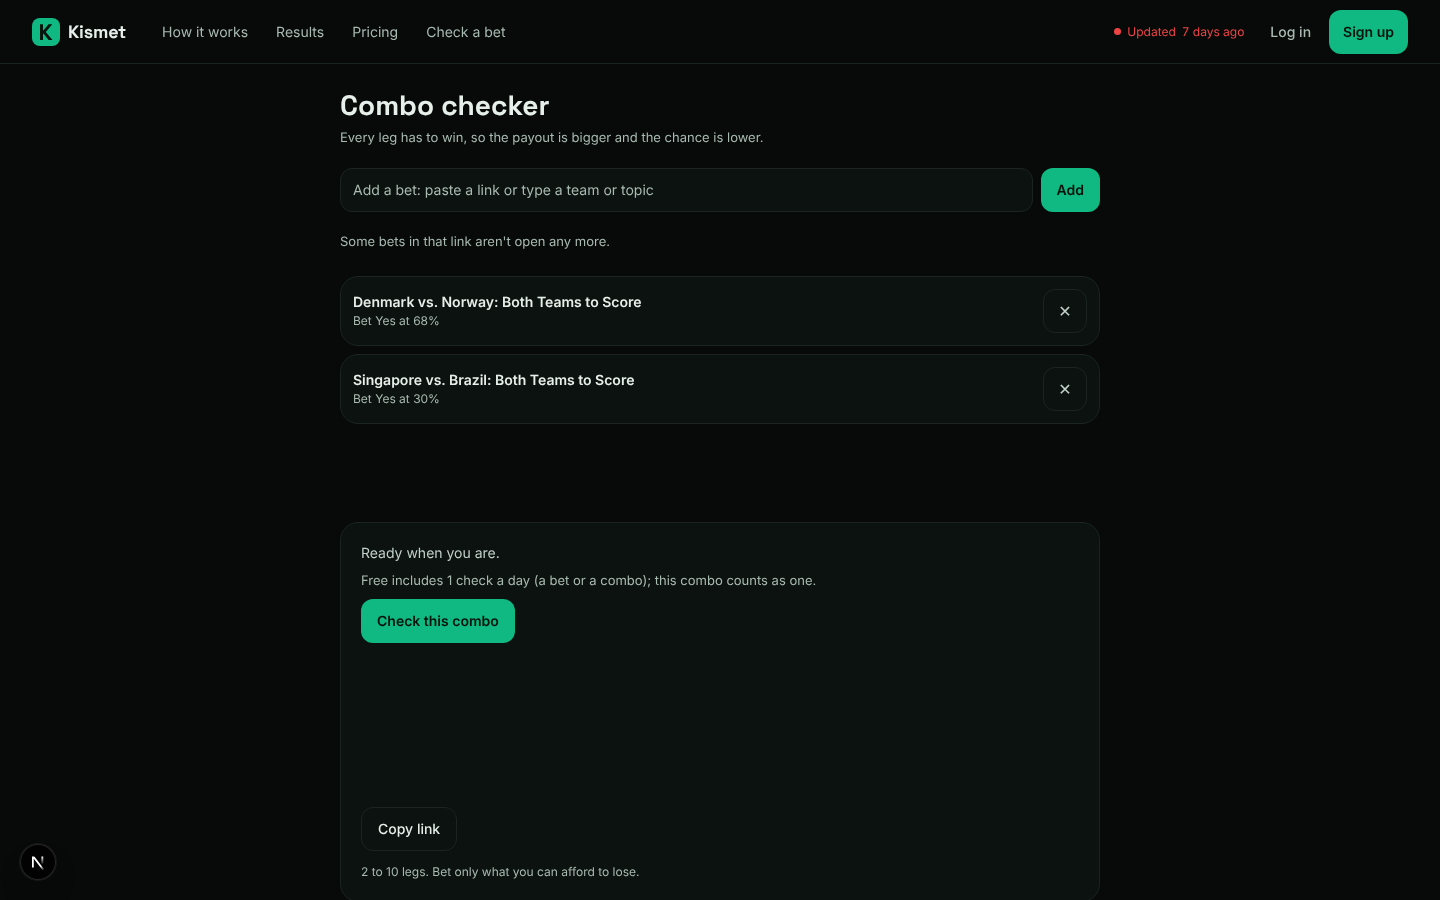 Kismet
How it works
Results
Pricing
Check a bet
Updated 7 days ago
Log in
Sign up
Combo checker
Every leg has to win, so the payout is bigger and the chance is lower.
Add a bet: paste a link or type a team or topic
Add
Some bets in that link aren't open any more.
Denmark vs. Norway: Both Teams to Score
Bet Yes at 68%
Singapore vs. Brazil: Both Teams to Score
Bet Yes at 30%
Ready when you are.
Free includes 1 check a day (a bet or a combo); this combo counts as one.
Check this combo
Copy link
2 to 10 legs. Bet only what you can afford to lose.